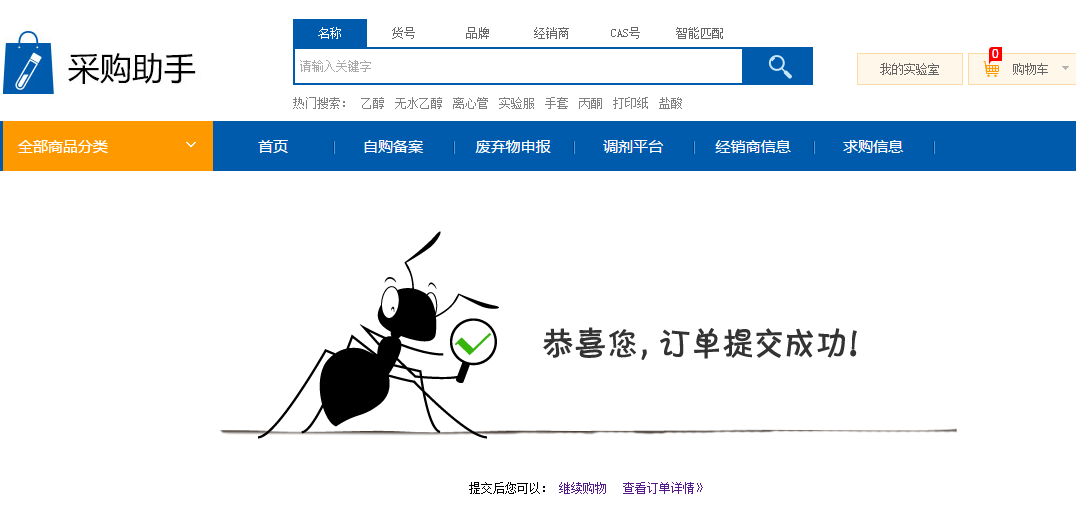 采购助手
名称 货号 品牌 经销商 CAS号 智能匹配
请输入关键字
我的实验室 0 购物车
热门搜索： 乙醇 无水乙醇 离心管 实验服 手套 丙酮 打印纸 盐酸
全部商品分类 首页 自购备案 废弃物申报 调剂平台 经销商信息 求购信息
恭喜您, 订单提交成功!
提交后您可以： 继续购物 查看订单详情》